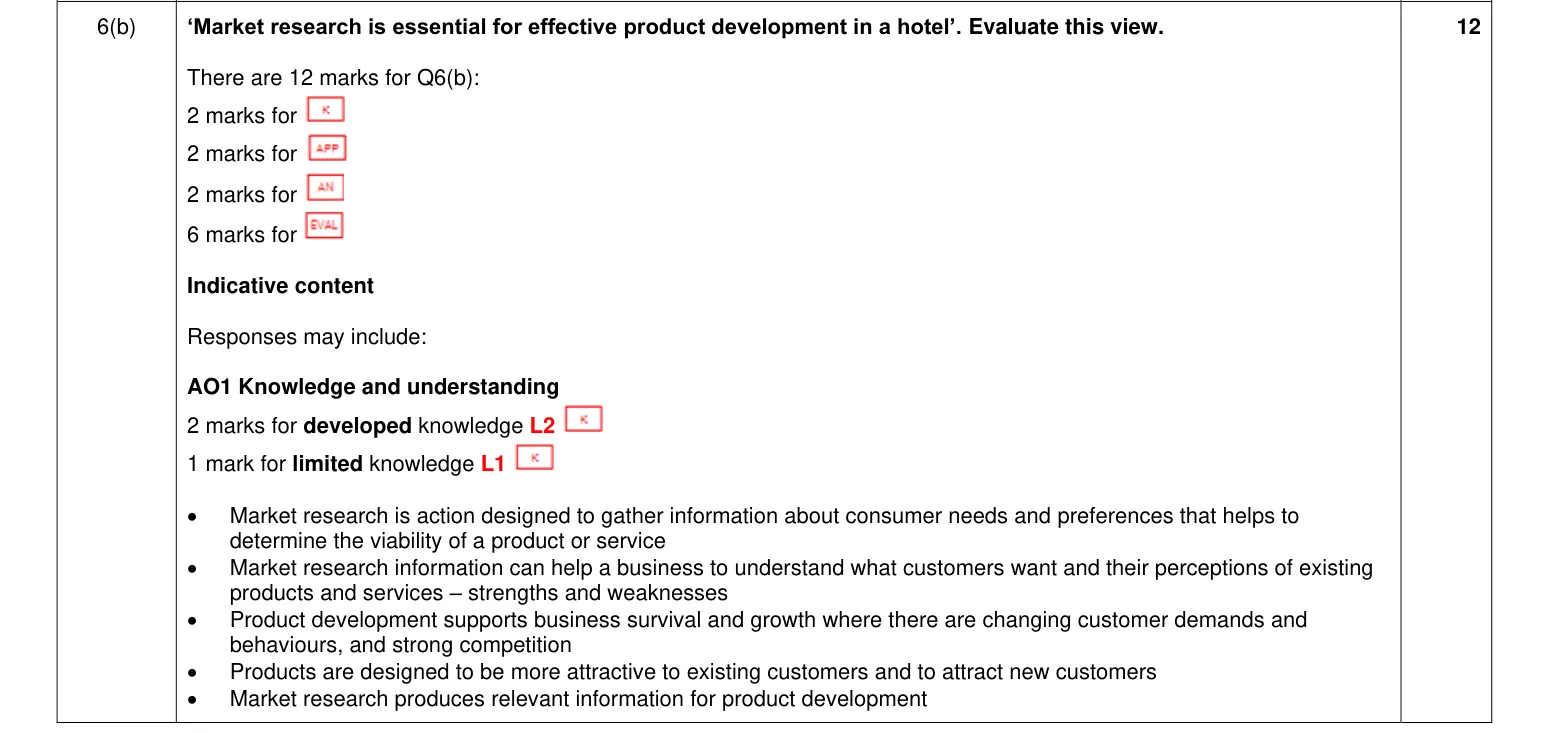 6(b) ‘Market research is essential for effective product development in a hotel’. Evaluate this view. 12
There are 12 marks for Q6(b):
2 marks for K
2 marks for APP
2 marks for AN
6 marks for EVAL
Indicative content
Responses may include:
AO1 Knowledge and understanding
2 marks for developed knowledge L2 K
1 mark for limited knowledge L1 K
• Market research is action designed to gather information about consumer needs and preferences that helps to
determine the viability of a product or service
• Market research information can help a business to understand what customers want and their perceptions of existing
products and services – strengths and weaknesses
• Product development supports business survival and growth where there are changing customer demands and
behaviours, and strong competition
• Products are designed to be more attractive to existing customers and to attract new customers
• Market research produces relevant information for product development